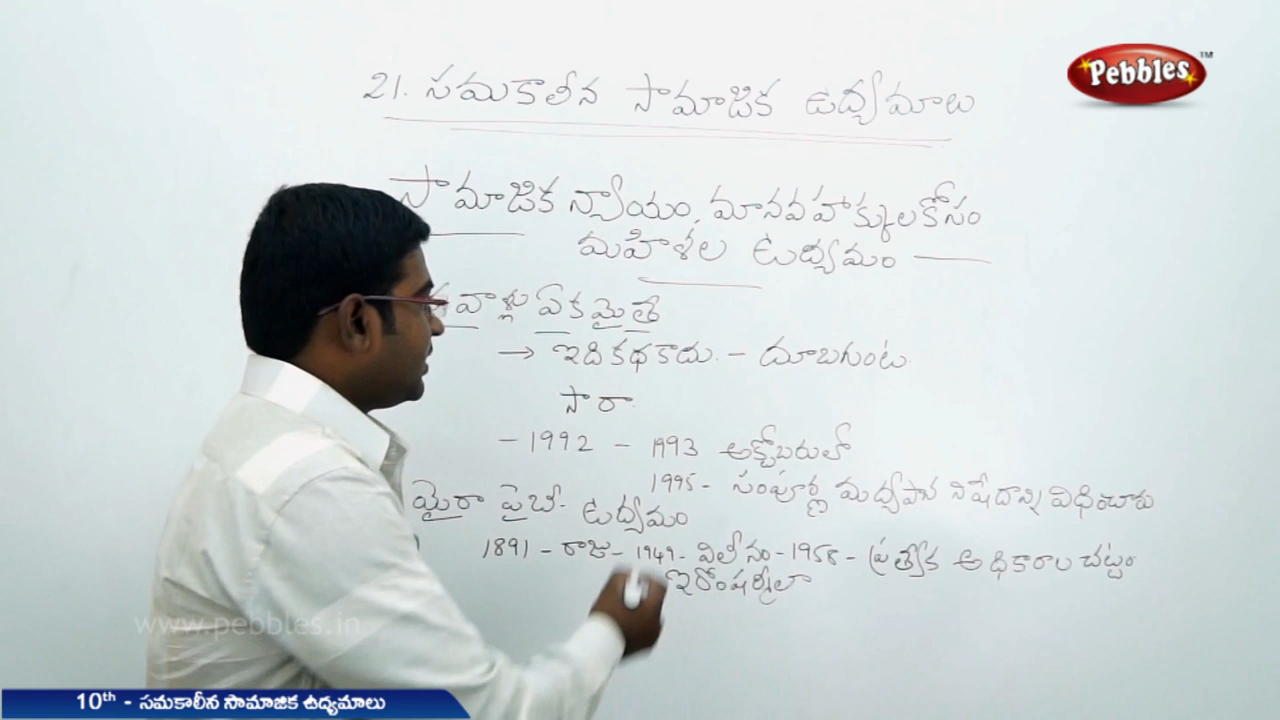 Pebbles™
21. సమకాలీన సామాజిక ఉద్యమాలు
సామాజిక న్యాయం, మానవహక్కులకోసం
మహిళల ఉద్యమం
వాళ్లు ఏకమైతే
→ ఇది కథకాదు. - దూబగుంట
సారా
- 1992 - 1993 అక్టోబరులో
1995- సంపూర్ణ మద్యపాన నిషేదాన్ని విధించారు
మైరా పైబీ. ఉద్యమం
1891 - రాజు - 1949 - విలీనం - 1958 - ప్రత్యేక అధికారాల చట్టం
ఇరోంషర్మీలా
www.pebbles.in
10th - సమకాలీన సామాజిక ఉద్యమాలు